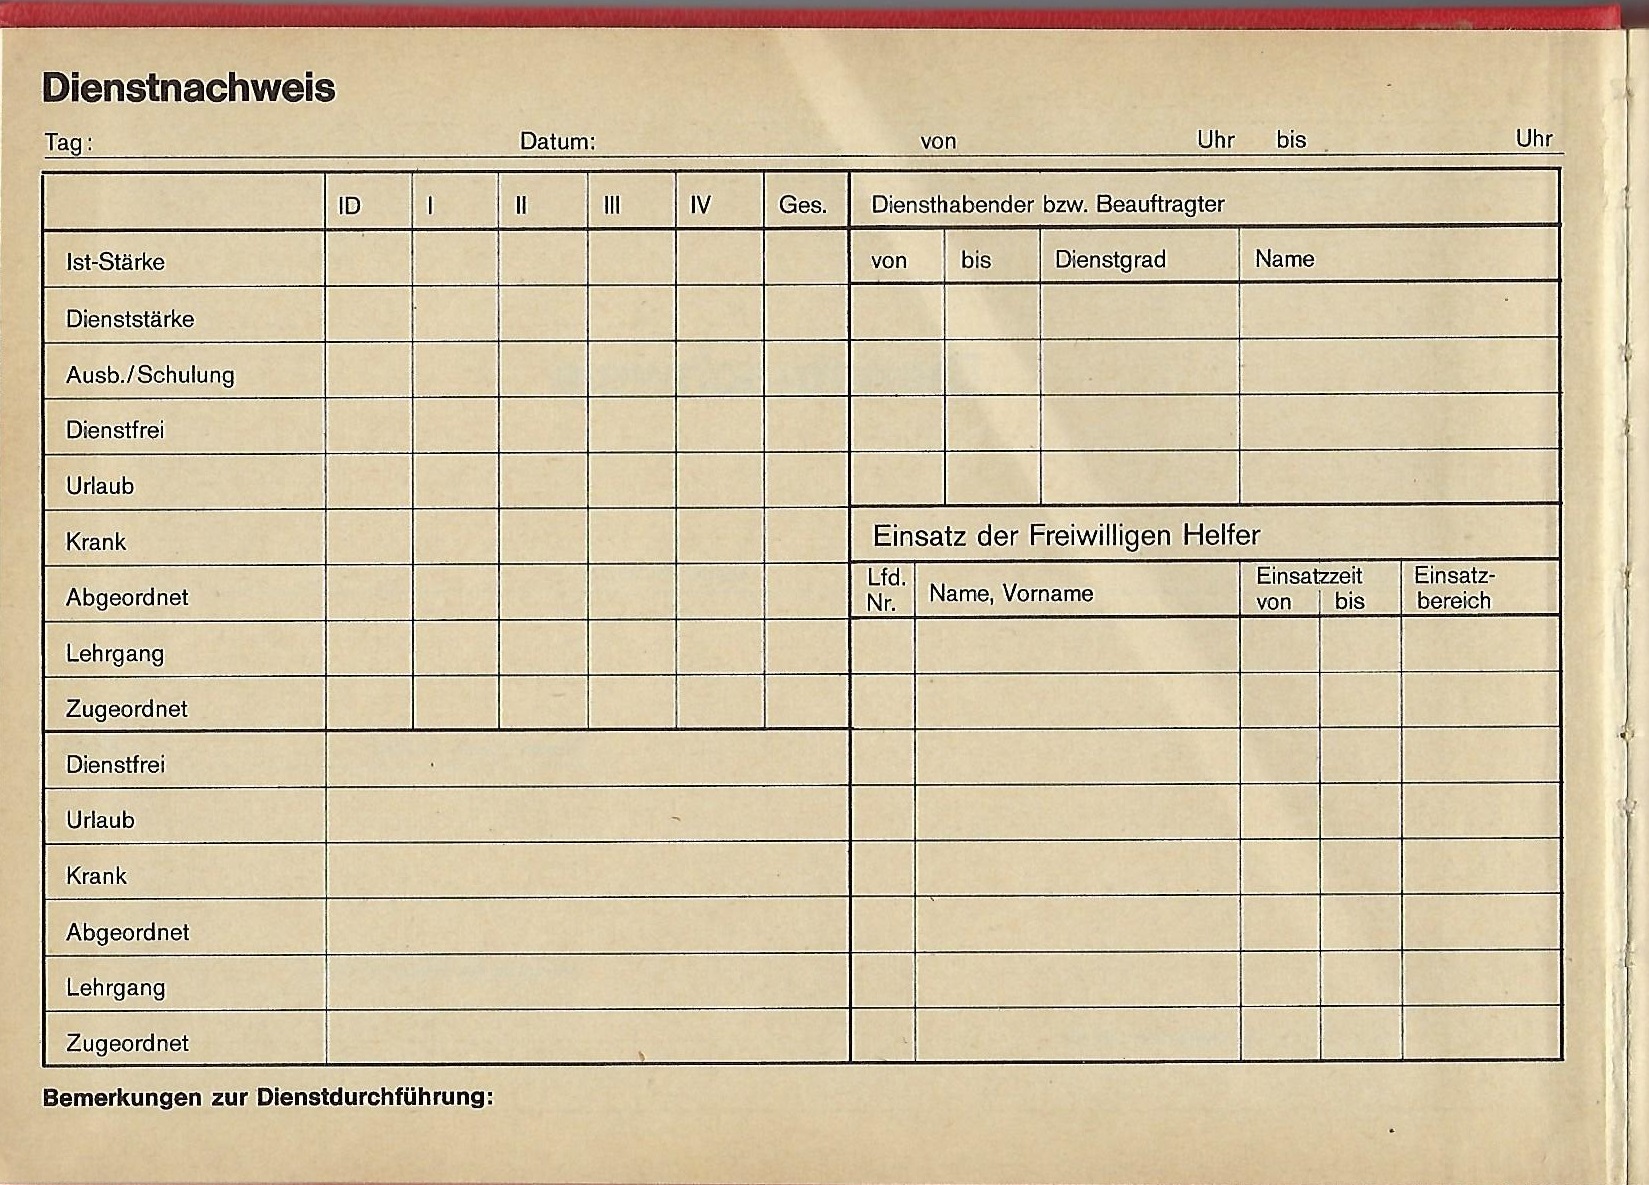 Dienstnachweis
Tag: Datum: von Uhr bis Uhr
ID I II III IV Ges.
Ist-Stärke
Dienststärke
Ausb./Schulung
Dienstfrei
Urlaub
Krank
Abgeordnet
Lehrgang
Zugeordnet
Dienstfrei
Urlaub
Krank
Abgeordnet
Lehrgang
Zugeordnet
Diensthabender bzw. Beauftragter
von bis Dienstgrad Name
Einsatz der Freiwilligen Helfer
Lfd. Nr. Name, Vorname Einsatzzeit von bis Einsatz-
bereich
Bemerkungen zur Dienstdurchführung: